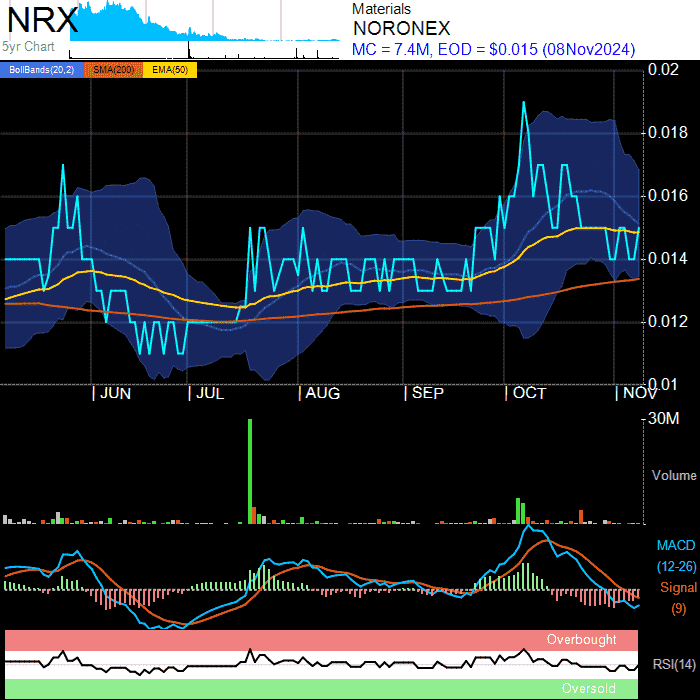 NRX
5yr Chart
Materials
NORONEX
MC = 7.4M, EOD = $0.015 (08Nov2024)
BollBands(20,2) SMA(200) EMA(50)
0.02
0.018
0.016
0.014
0.012
0.01
| JUN | JUL | AUG | SEP | OCT | NOV
30M
Volume
MACD
(12-26)
Signal
(9)
Overbought
RSI(14)
Oversold